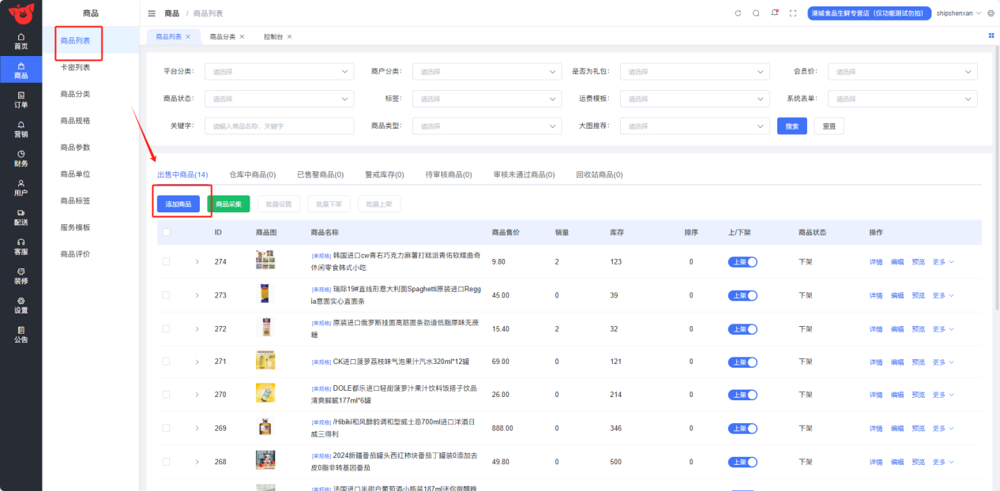 商品
商品 / 商品列表
港城食品生鲜专营店（仅功能测试勿拍）
shipshenxan
首页
商品
订单
营销
财务
用户
配送
客服
装修
设置
公告
商品列表
卡密列表
商品分类
商品规格
商品参数
商品单位
商品标签
服务模板
商品评价
商品列表 商品分类 控制台
平台分类： 请选择 商户分类： 请选择 是否为礼包： 请选择 会员价： 请选择
商品状态： 请选择 标签： 请选择 运费模板： 请选择 系统表单： 请选择
关键字： 请输入商品名称、关键字 商品类型： 请选择 大图推荐： 请选择 搜索 重置
出售中商品(14) 仓库中商品(0) 已售罄商品(0) 警戒库存(0) 待审核商品(0) 审核未通过商品(0) 回收站商品(0)
添加商品 商品采集 批量设置 批量下架 批量上架
ID 商品图 商品名称 商品售价 销量 库存 排序 上/下架 商品状态 操作
274 [单规格] 韩国进口cw青右巧克力麻薯打糕派青佑软糯曲奇
休闲零食韩式小吃 9.80 2 123 0 上架 下架 详情 编辑 预览 更多
273 [单规格] 瑞际19#直线形意大利面Spaghetti原装进口Regg
ia意面实心直面条 45.00 0 39 0 上架 下架 详情 编辑 预览 更多
272 [单规格] 原装进口俄罗斯挂面高筋面条劲道低脂原味无蔗
糖 15.40 2 32 0 上架 下架 详情 编辑 预览 更多
271 [单规格] CK进口菠萝荔枝味气泡果汁汽水320ml*12罐 69.00 0 121 0 上架 下架 详情 编辑 预览 更多
270 [单规格] DOLE都乐进口轻甜菠萝汁果汁饮料饭搭子饮品
清爽解腻177ml*6罐 26.00 0 214 0 上架 下架 详情 编辑 预览 更多
269 [单规格] /Hibiki和风醇韵调和型威士忌700ml进口洋酒日
威三得利 888.00 0 346 0 上架 下架 详情 编辑 预览 更多
268 [单规格] 2024新疆番茄罐头西红柿块番茄丁罐装0添加去
皮0脂非转基因番茄 49.80 0 500 0 上架 下架 详情 编辑 预览 更多
[单规格] 法国进口半甜白葡萄酒小瓶装187ml迷你微醺晚